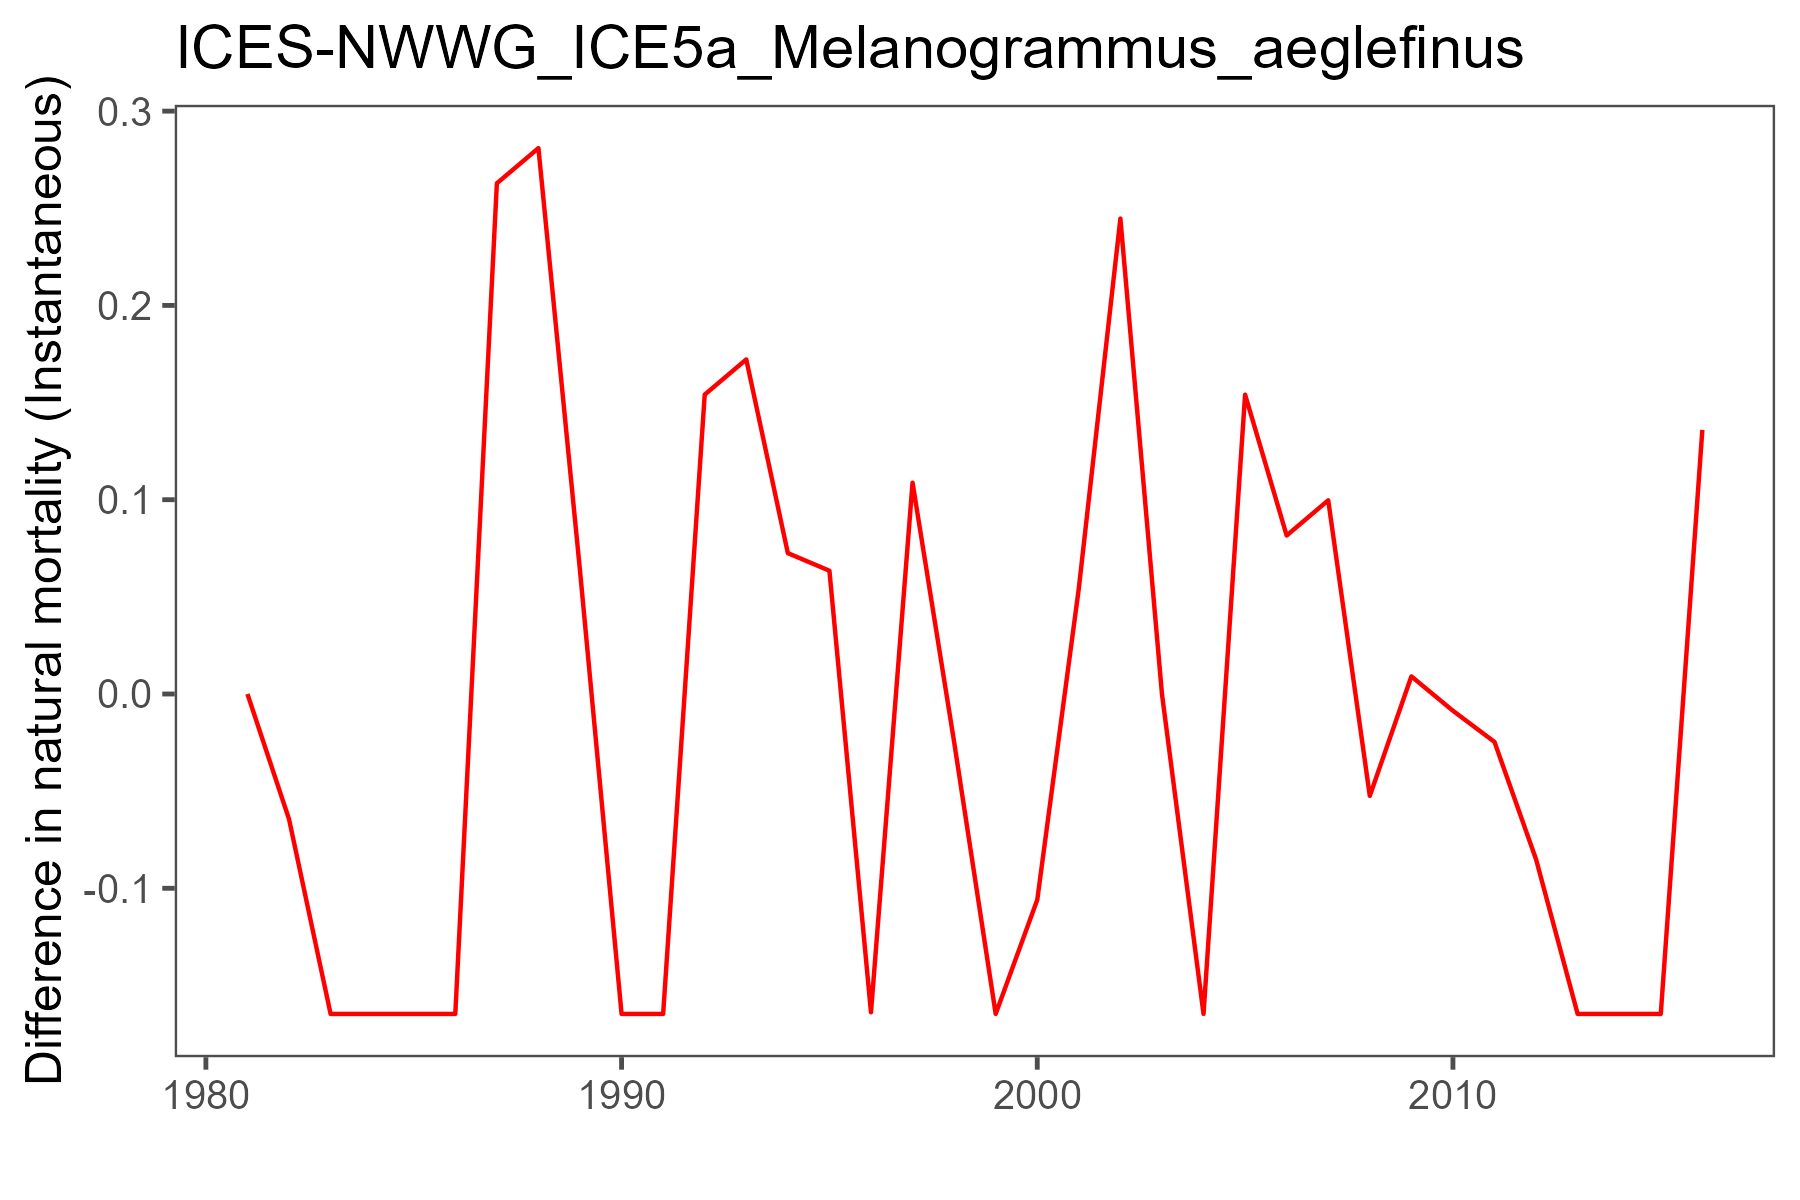 ICES-NWWG_ICE5a_Melanogrammus_aeglefinus
Difference in natural mortality (Instantaneous)
0.3
0.2
0.1
0.0
-0.1
1980 1990 2000 2010